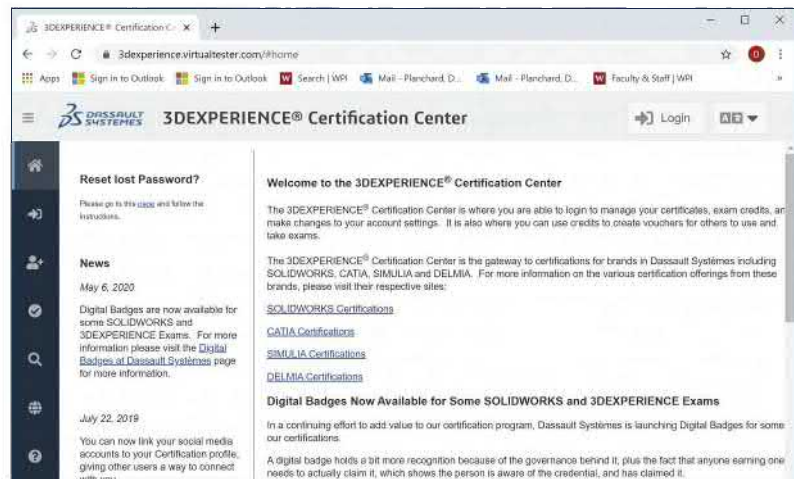 3DEXPERIENCE® Certification C
3dexperience.virtualtester.com/#home
Apps Sign in to Outlook Sign in to Outlook Search | WPI Mail - Planchard, D... Mail - Planchard, D... Faculty & Staff | WPI
DASSAULT SYSTEMES 3DEXPERIENCE® Certification Center Login
Reset lost Password?
Please go to this page and follow the
instructions.
News
May 6, 2020
Digital Badges are now available for
some SOLIDWORKS and
3DEXPERIENCE Exams. For more
information please visit the Digital
Badges at Dassault Systèmes page
for more information.
July 22, 2019
You can now link your social media
accounts to your Certification profile,
giving other users a way to connect
with you
Welcome to the 3DEXPERIENCE® Certification Center
The 3DEXPERIENCE® Certification Center is where you are able to login to manage your certificates, exam credits, an
make changes to your account settings. It is also where you can use credits to create vouchers for others to use and
take exams.
The 3DEXPERIENCE® Certification Center is the gateway to certifications for brands in Dassault Systèmes including
SOLIDWORKS, CATIA, SIMULIA and DELMIA. For more information on the various certification offerings from these
brands, please visit their respective sites:
SOLIDWORKS Certifications
CATIA Certifications
SIMULIA Certifications
DELMIA Certifications
Digital Badges Now Available for Some SOLIDWORKS and 3DEXPERIENCE Exams
In a continuing effort to add value to our certification program, Dassault Systèmes is launching Digital Badges for some
our certifications.
A digital badge holds a bit more recognition because of the governance behind it, plus the fact that anyone earning one
needs to actually claim it, which shows the person is aware of the credential, and has claimed it.